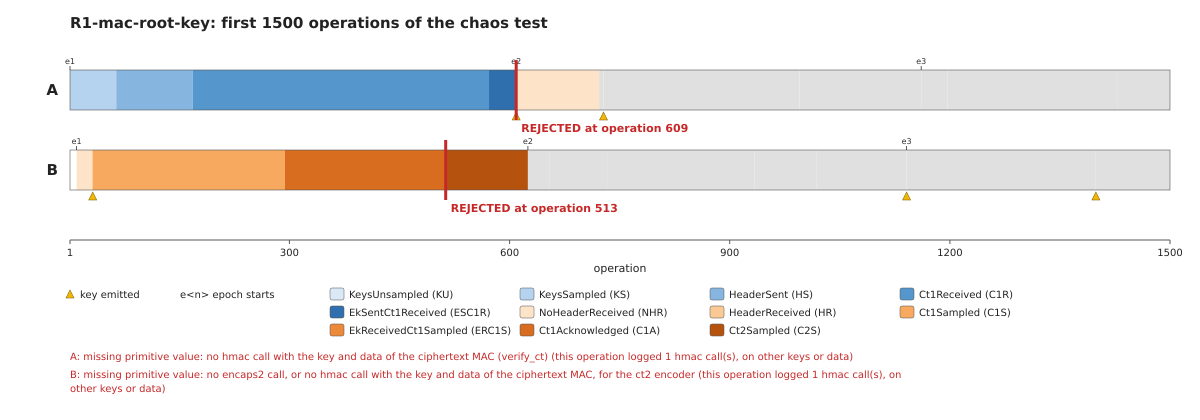 R1-mac-root-key: first 1500 operations of the chaos test
e1 e2 e3
A
REJECTED at operation 609
e1 e2 e3
B
REJECTED at operation 513
1 300 600 900 1200 1500
operation
key emitted e<n> epoch starts KeysUnsampled (KU) KeysSampled (KS) HeaderSent (HS) Ct1Received (C1R)
EkSentCt1Received (ESC1R) NoHeaderReceived (NHR) HeaderReceived (HR) Ct1Sampled (C1S)
EkReceivedCt1Sampled (ERC1S) Ct1Acknowledged (C1A) Ct2Sampled (C2S)
A: missing primitive value: no hmac call with the key and data of the ciphertext MAC (verify_ct) (this operation logged 1 hmac call(s), on other keys or data)
B: missing primitive value: no encaps2 call, or no hmac call with the key and data of the ciphertext MAC, for the ct2 encoder (this operation logged 1 hmac call(s), on
other keys or data)